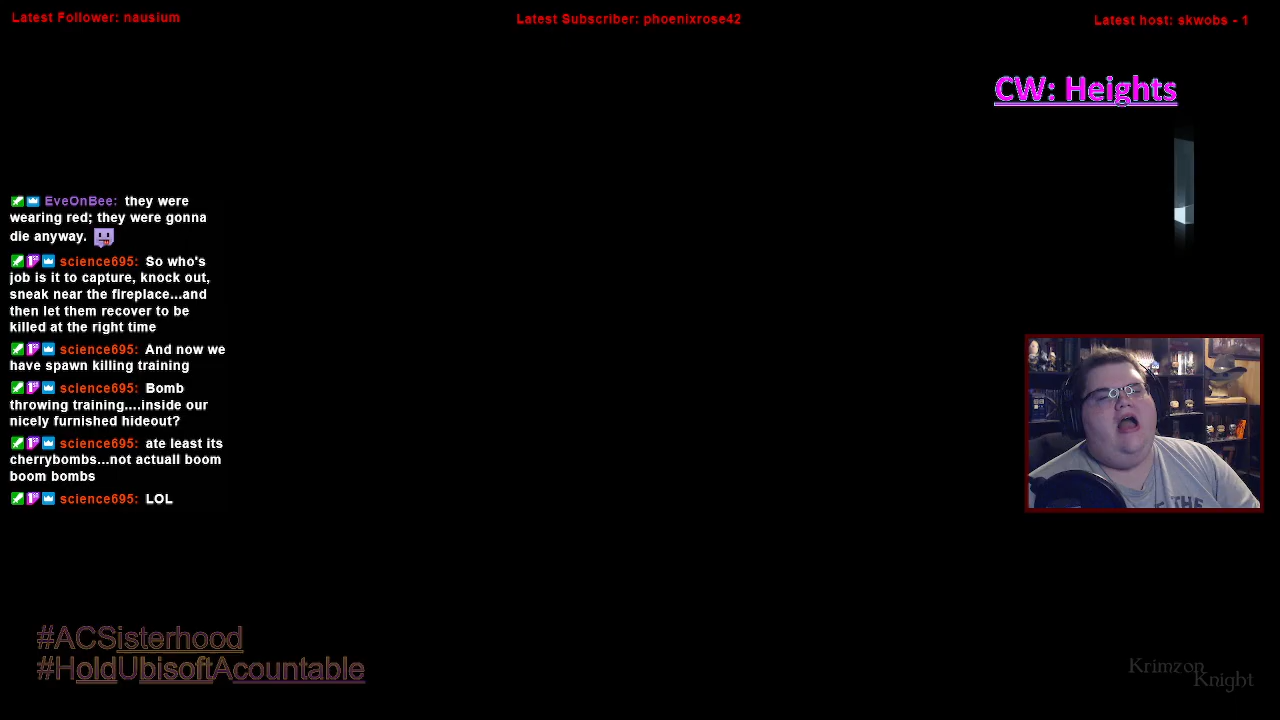 Latest Follower: nausium
Latest Subscriber: phoenixrose42
Latest host: skwobs - 1
CW: Heights
EveOnBee: they were
wearing red; they were gonna
die anyway.
science695: So who's
job is it to capture, knock out,
sneak near the fireplace...and
then let them recover to be
killed at the right time
science695: And now we
have spawn killing training
science695: Bomb
throwing training....inside our
nicely furnished hideout?
science695: ate least its
cherrybombs...not actuall boom
boom bombs
science695: LOL
THE
#ACSisterhood
#HoldUbisoftAcountable
Krimzon
Knight